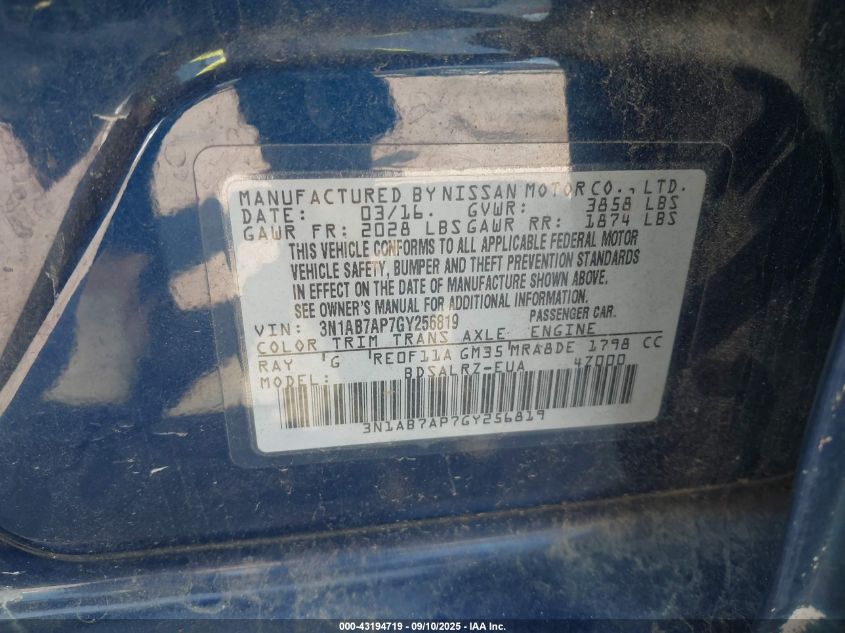 MANUFACTURED BY NISSAN MOTOR CO., LTD.
DATE: 03/16. GVWR: 3858 LBS
GAWR FR: 2028 LBS GAWR RR: 1874 LBS
THIS VEHICLE CONFORMS TO ALL APPLICABLE FEDERAL MOTOR
VEHICLE SAFETY, BUMPER AND THEFT PREVENTION STANDARDS
IN EFFECT ON THE DATE OF MANUFACTURE SHOWN ABOVE.
SEE OWNER'S MANUAL FOR ADDITIONAL INFORMATION.
VIN: 3N1AB7AP7GY256819 PASSENGER CAR.
COLOR TRIM TRANS AXLE ENGINE
RAY G RE0F11A GM35 MRA8DE 1798 CC
MODEL: BDSALRZ-EUA 47000
3N1AB7AP7GY256819
000-43194719 - 09/10/2025 - IAA Inc.